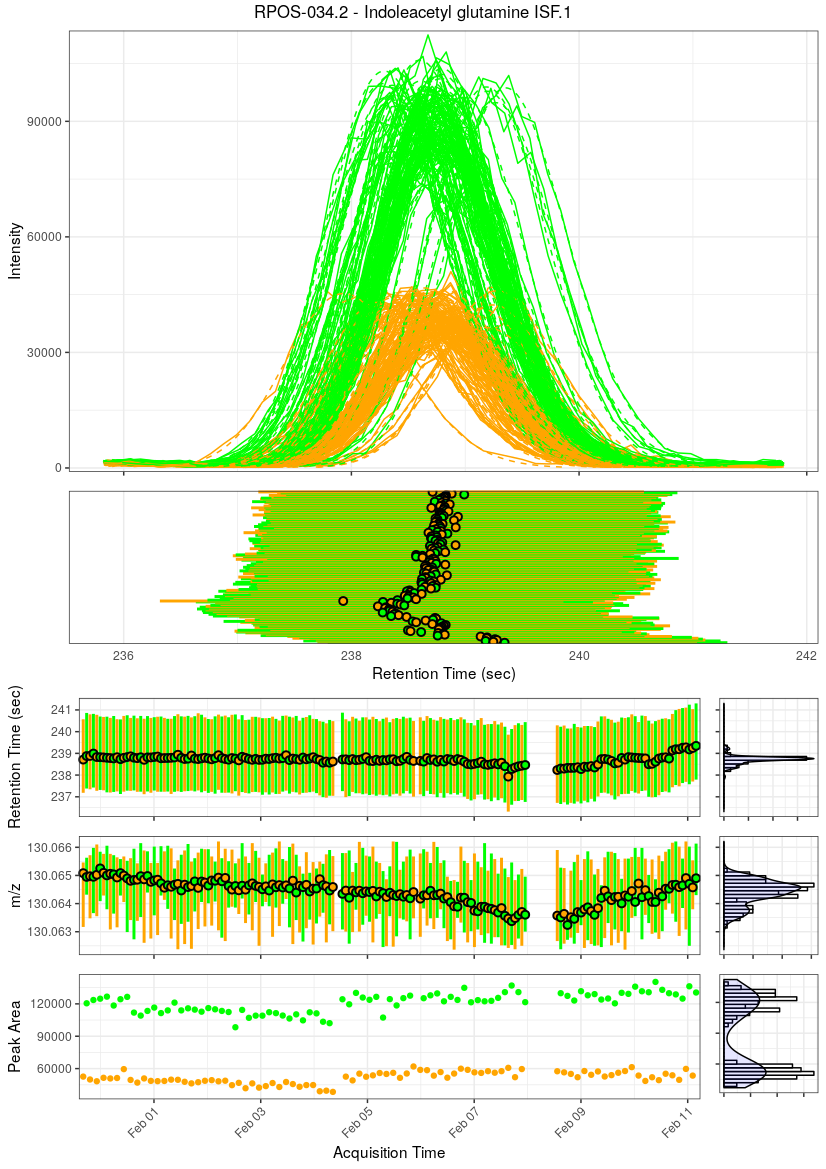 RPOS-034.2 - Indoleacetyl glutamine ISF.1
Intensity
90000
60000
30000
0
236
238
240
242
Retention Time (sec)
Retention Time (sec)
241
240
239
238
237
m/z
130.066
130.065
130.064
130.063
Peak Area
120000
90000
60000
Feb 01
Feb 03
Feb 05
Feb 07
Feb 09
Feb 11
Acquisition Time